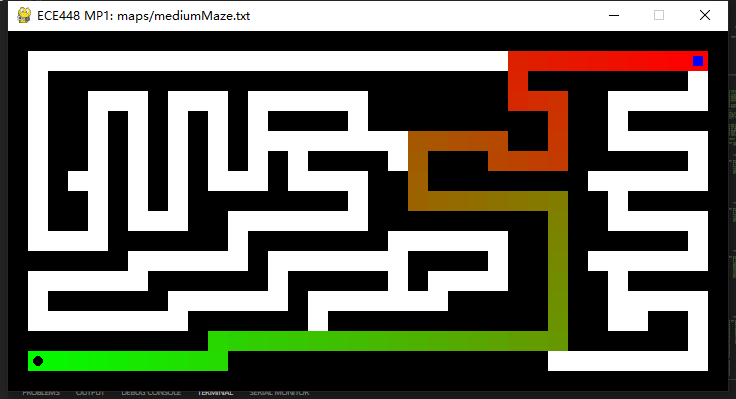 ECE448 MP1: maps/mediumMaze.txt
PROBLEMS OUTPUT DEBUG CONSOLE TERMINAL SERIAL MONITOR